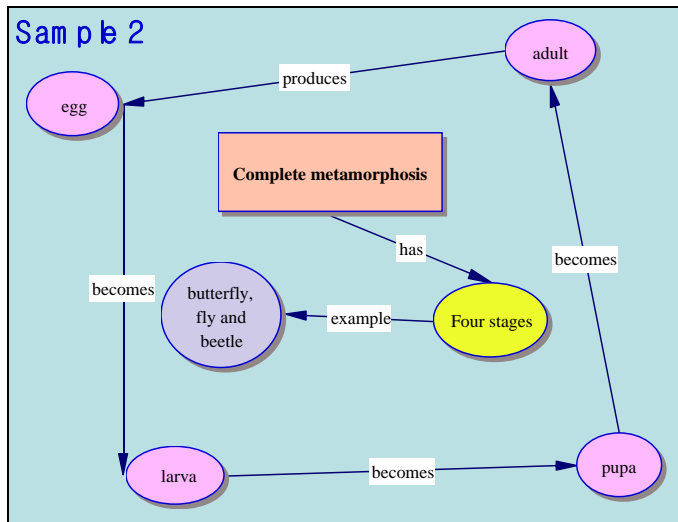 Sample 2
adult
produces
egg
Complete metamorphosis
has
becomes
becomes
butterfly,
fly and
beetle
example
Four stages
larva
becomes
pupa